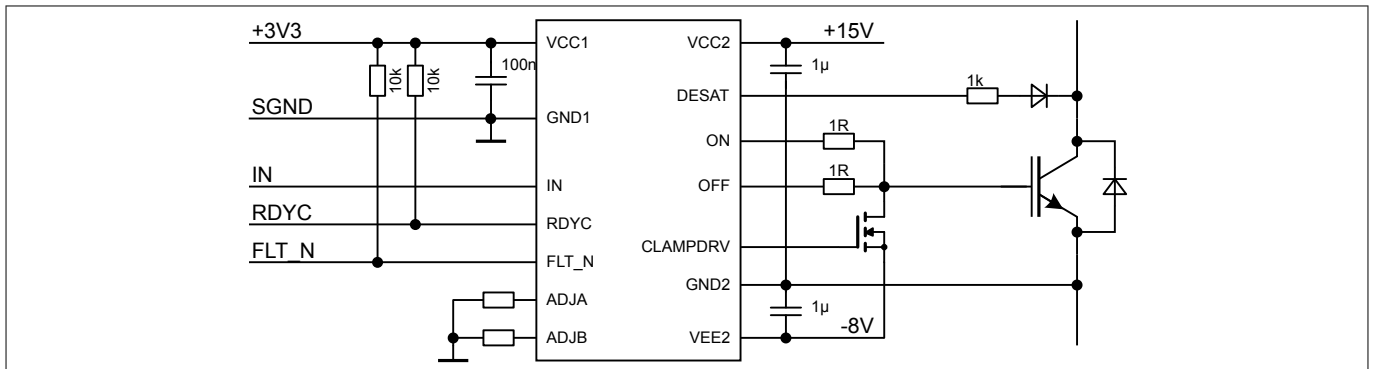 +3V3
10k
10k
100n
SGND
IN
RDYC
FLT_N
VCC1
GND1
IN
RDYC
FLT_N
ADJA
ADJB
VCC2
DESAT
ON
OFF
CLAMPDRV
GND2
VEE2
+15V
1µ
1k
1R
1R
1µ
-8V